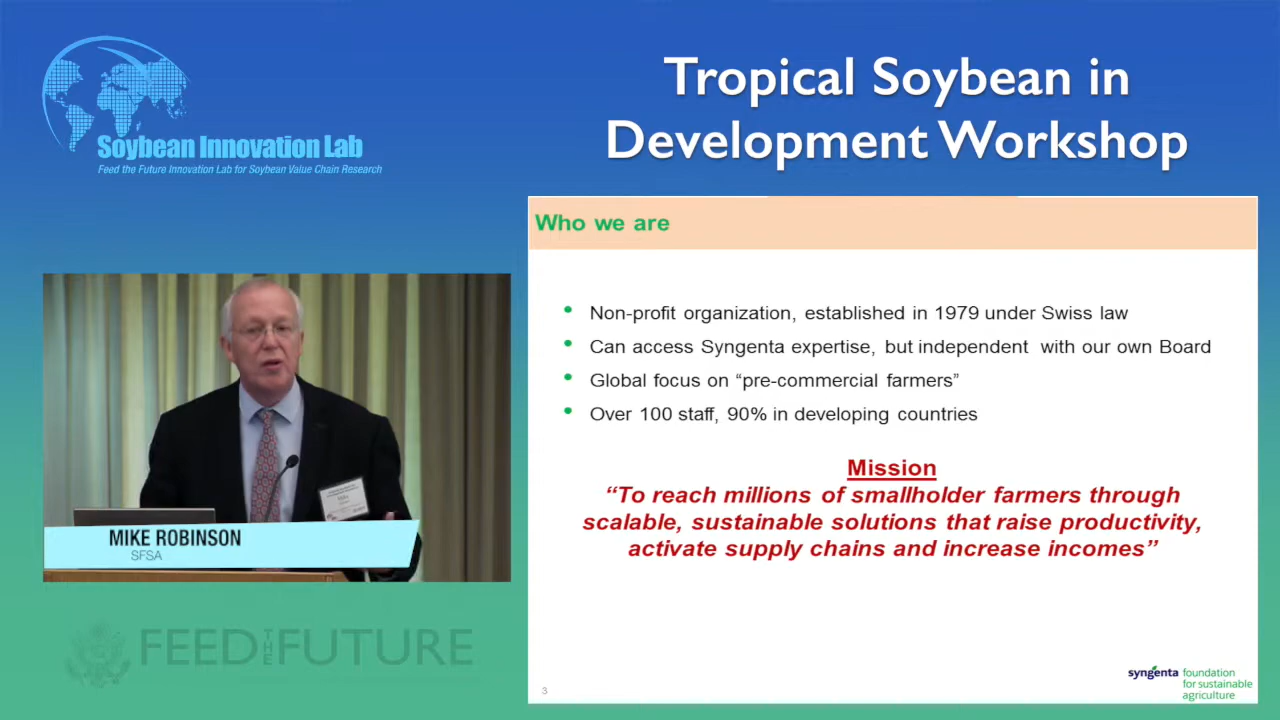 Soybean Innovation Lab
Feed the Future Innovation Lab for Soybean Value Chain Research
Tropical Soybean in
Development Workshop
Who we are
• Non-profit organization, established in 1979 under Swiss law
• Can access Syngenta expertise, but independent with our own Board
• Global focus on “pre-commercial farmers”
• Over 100 staff, 90% in developing countries
Mission
“To reach millions of smallholder farmers through
scalable, sustainable solutions that raise productivity,
activate supply chains and increase incomes”
3
syngenta foundation
for sustainable
agriculture
MIKE ROBINSON
SFSA
FEED THE FUTURE